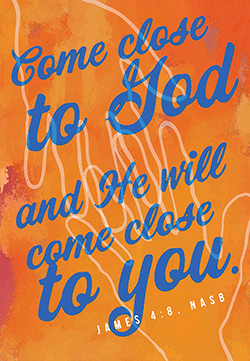 Come close
to God
and He will
come close
to you.
JAMES 4:8, NASB